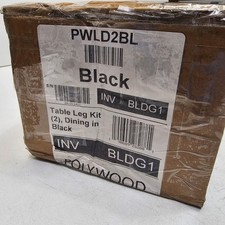 PWLD2BL
Black
INV BLDG1
Table Leg Kit
(2), Dining in
Black
INV BLDG1
POLYWOOD